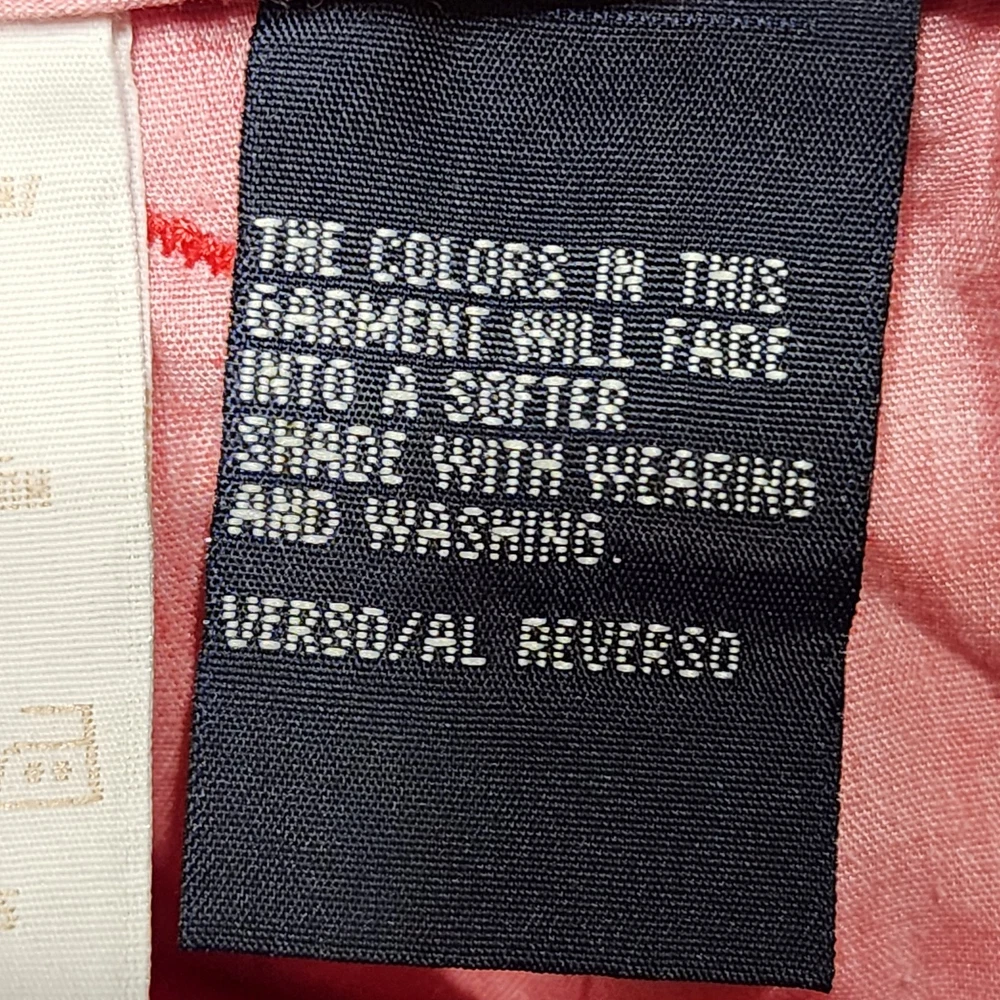 THE COLORS IN THIS
GARMENT WILL FADE
INTO A SOFTER
SHADE WITH WEARING
AND WASHING.
VERSO/AL REVERSO